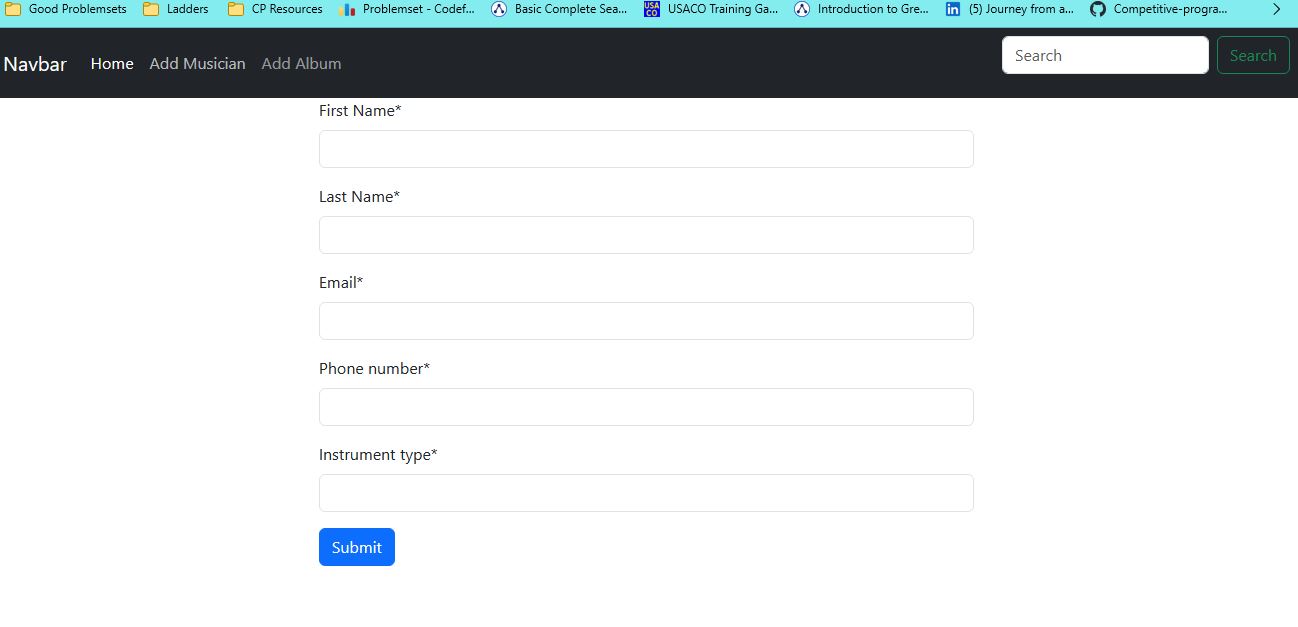 Good Problemsets Ladders CP Resources Problemset - Codef... Basic Complete Sea... USACO Training Ga... Introduction to Gre... (5) Journey from a... Competitive-progra...
Navbar Home Add Musician Add Album Search Search
First Name*
Last Name*
Email*
Phone number*
Instrument type*
Submit